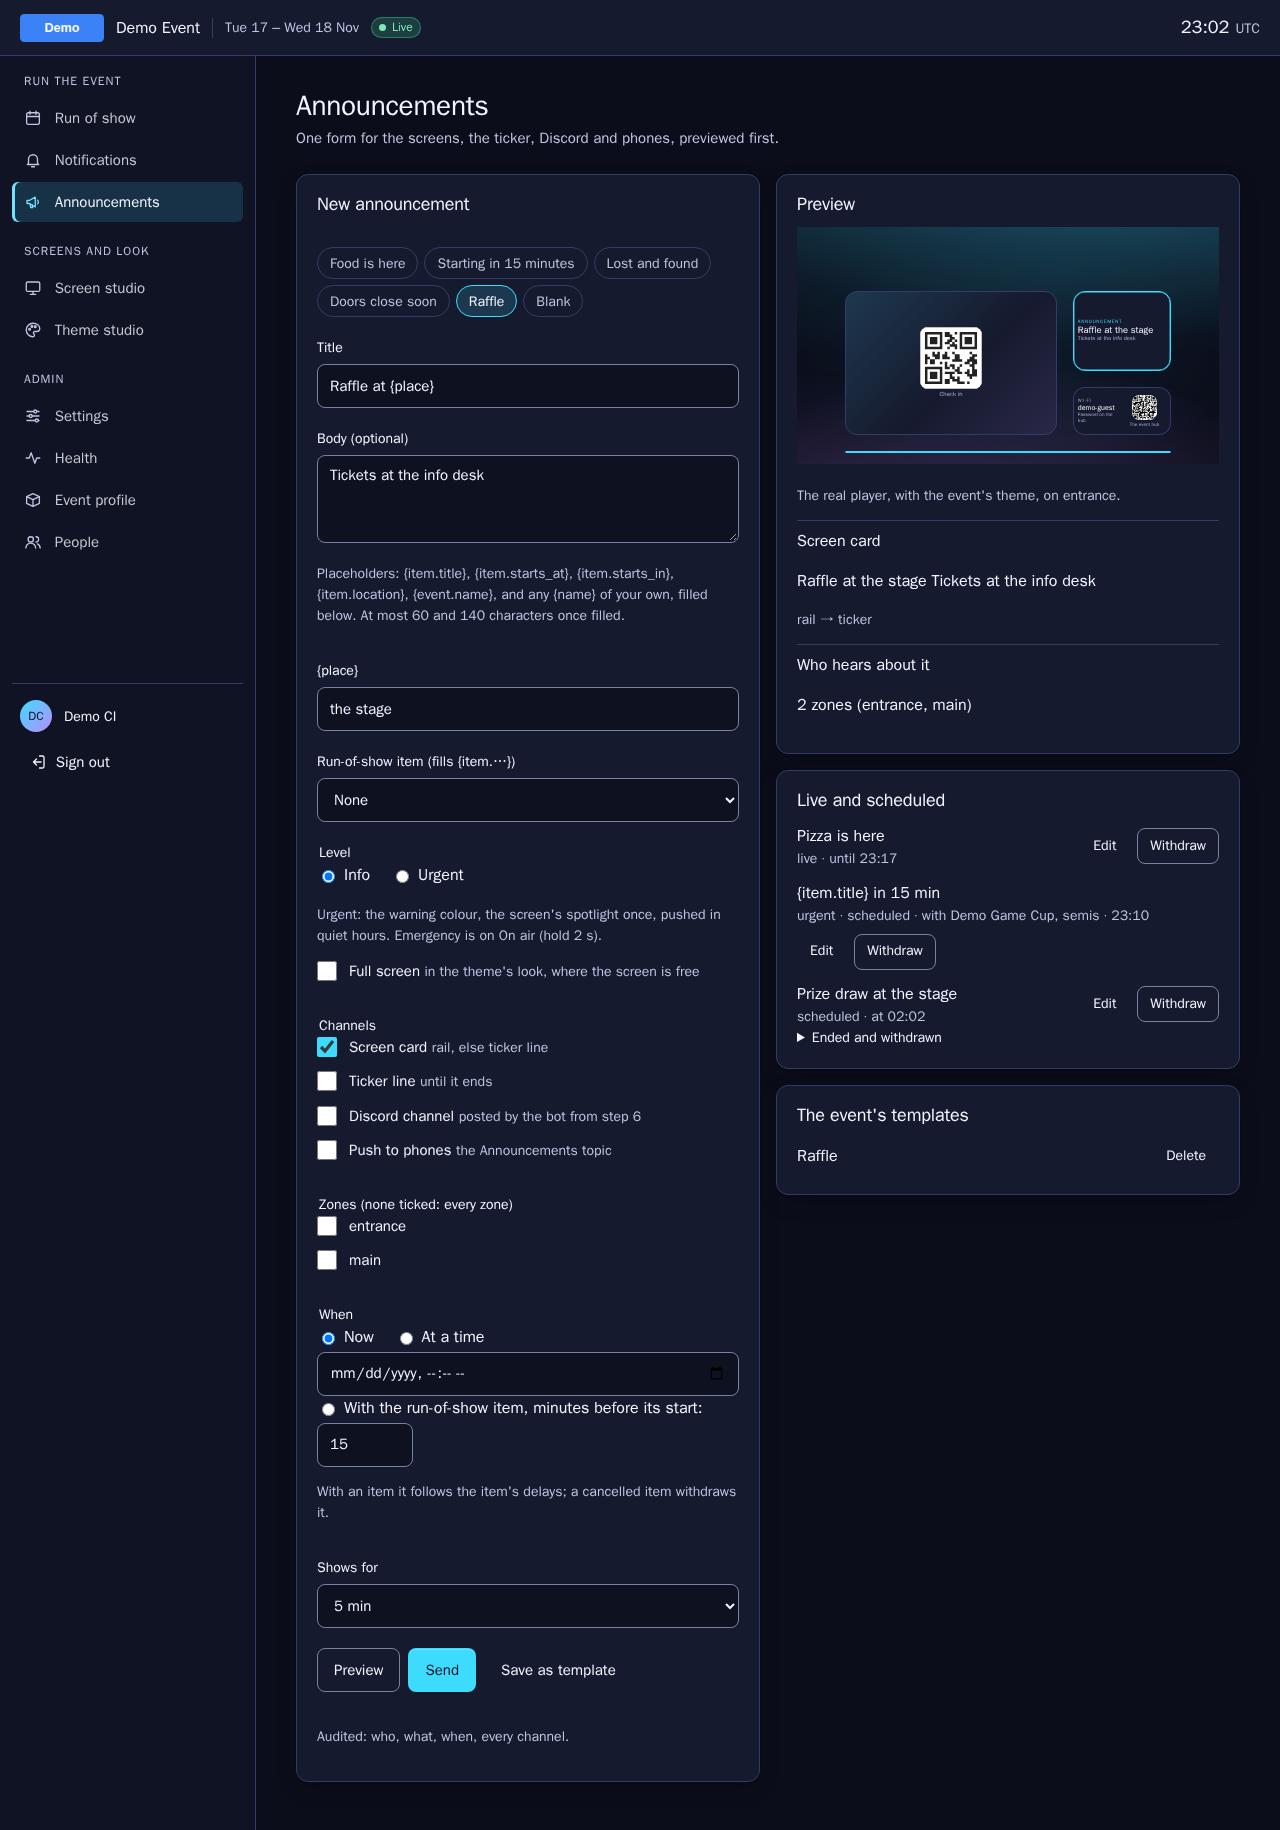 Demo
Demo Event
Tue 17 – Wed 18 Nov
Live
23:02 UTC
RUN THE EVENT
Run of show
Notifications
Announcements
SCREENS AND LOOK
Screen studio
Theme studio
ADMIN
Settings
Health
Event profile
People
DC
Demo CI
Sign out
Announcements
One form for the screens, the ticker, Discord and phones, previewed first.
New announcement
Food is here
Starting in 15 minutes
Lost and found
Doors close soon
Raffle
Blank
Title
Raffle at {place}
Body (optional)
Tickets at the info desk
Placeholders: {item.title}, {item.starts_at}, {item.starts_in},
{item.location}, {event.name}, and any {name} of your own, filled
below. At most 60 and 140 characters once filled.
{place}
the stage
Run-of-show item (fills {item.…})
None
Level
Info
Urgent
Urgent: the warning colour, the screen's spotlight once, pushed in
quiet hours. Emergency is on On air (hold 2 s).
Full screen in the theme's look, where the screen is free
Channels
Screen card rail, else ticker line
Ticker line until it ends
Discord channel posted by the bot from step 6
Push to phones the Announcements topic
Zones (none ticked: every zone)
entrance
main
When
Now
At a time
mm/dd/yyyy, --:-- --
With the run-of-show item, minutes before its start:
15
With an item it follows the item's delays; a cancelled item withdraws
it.
Shows for
5 min
Preview
Send
Save as template
Audited: who, what, when, every channel.
Preview
Check in
ANNOUNCEMENT
Raffle at the stage
Tickets at the info desk
WI-FI
demo-guest
Password on the
hub
The event hub
The real player, with the event's theme, on entrance.
Screen card
Raffle at the stage Tickets at the info desk
rail → ticker
Who hears about it
2 zones (entrance, main)
Live and scheduled
Pizza is here
live · until 23:17
Edit
Withdraw
{item.title} in 15 min
urgent · scheduled · with Demo Game Cup, semis · 23:10
Edit
Withdraw
Prize draw at the stage
scheduled · at 02:02
Edit
Withdraw
Ended and withdrawn
The event's templates
Raffle
Delete